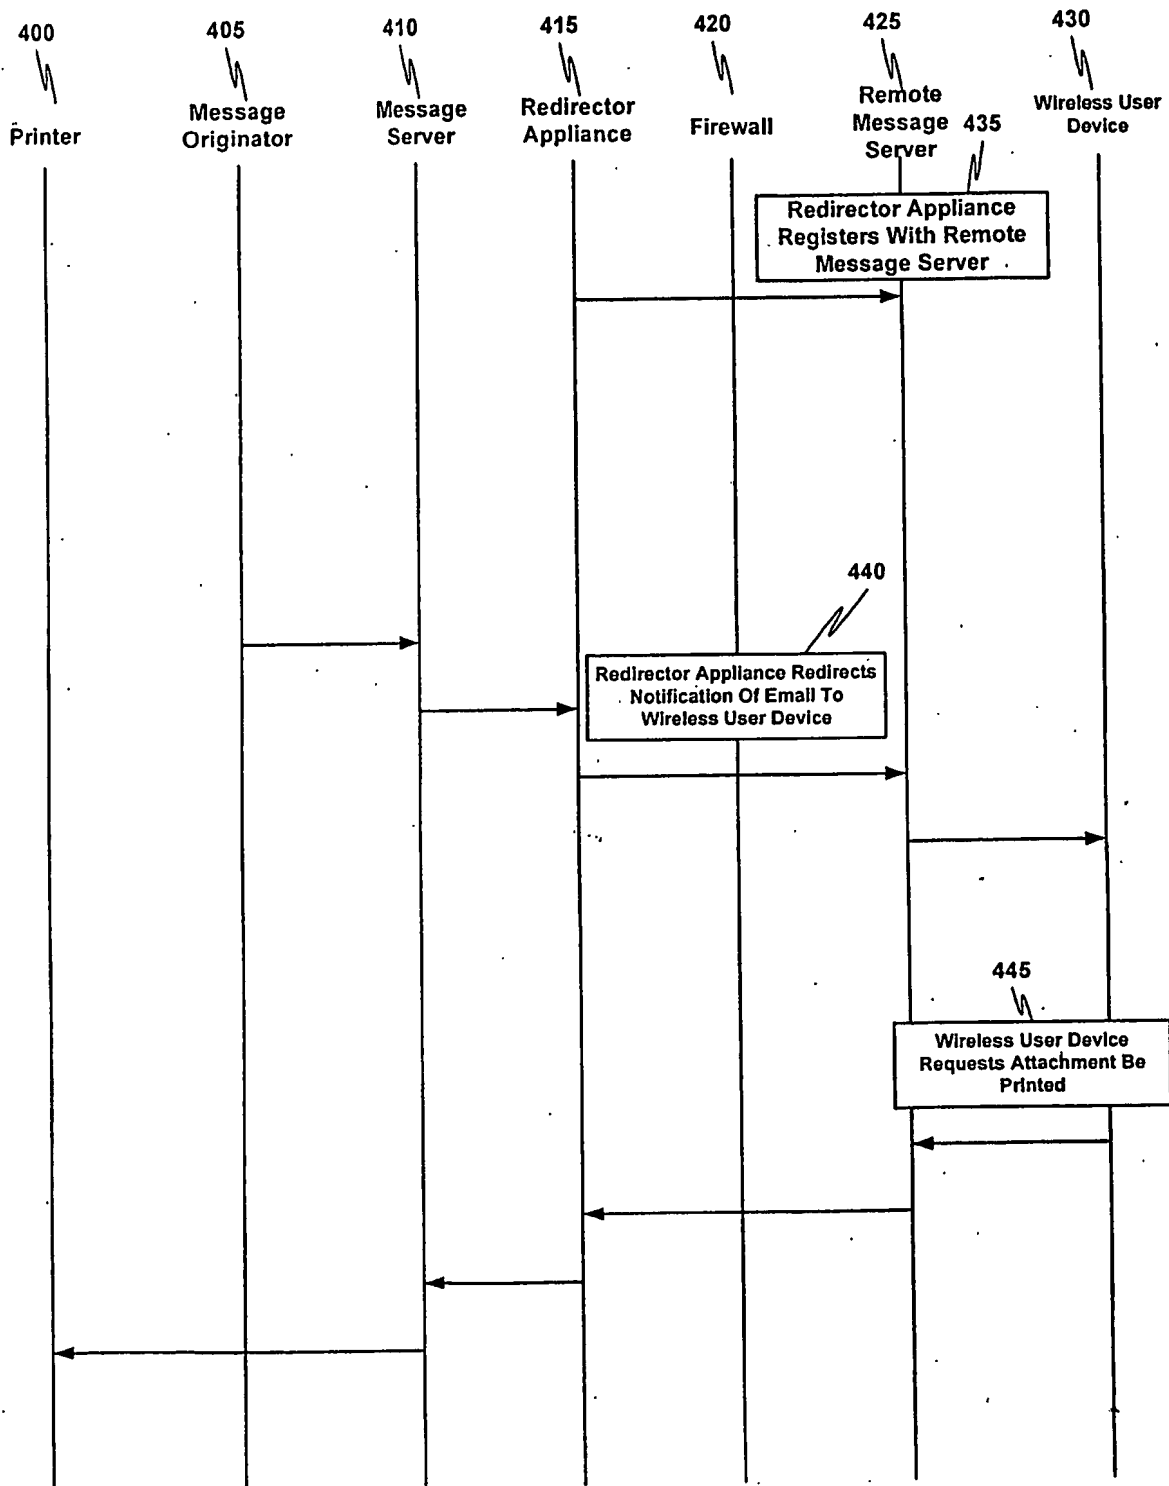 400
405
410
415
420
425
430
Printer
Message
Originator
Message
Server
Redirector
Appliance
Firewall
Remote
Message
Server
Wireless User
Device
435
Redirector Appliance
Registers With Remote
Message Server
440
Redirector Appliance Redirects
Notification Of Email To
Wireless User Device
445
Wireless User Device
Requests Attachment Be
Printed